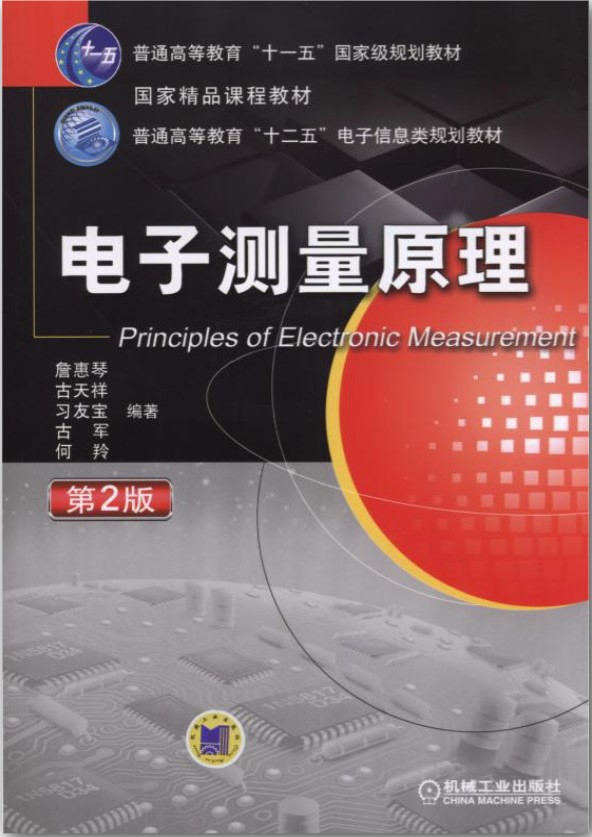 十一五
普通高等教育“十一五”国家级规划教材
国家精品课程教材
普通高等教育“十二五”电子信息类规划教材
电子测量原理
Principles of Electronic Measurement
詹惠琴
古天祥
习友宝 编著
古 军
何 羚
第2版
机械工业出版社
CHINA MACHINE PRESS